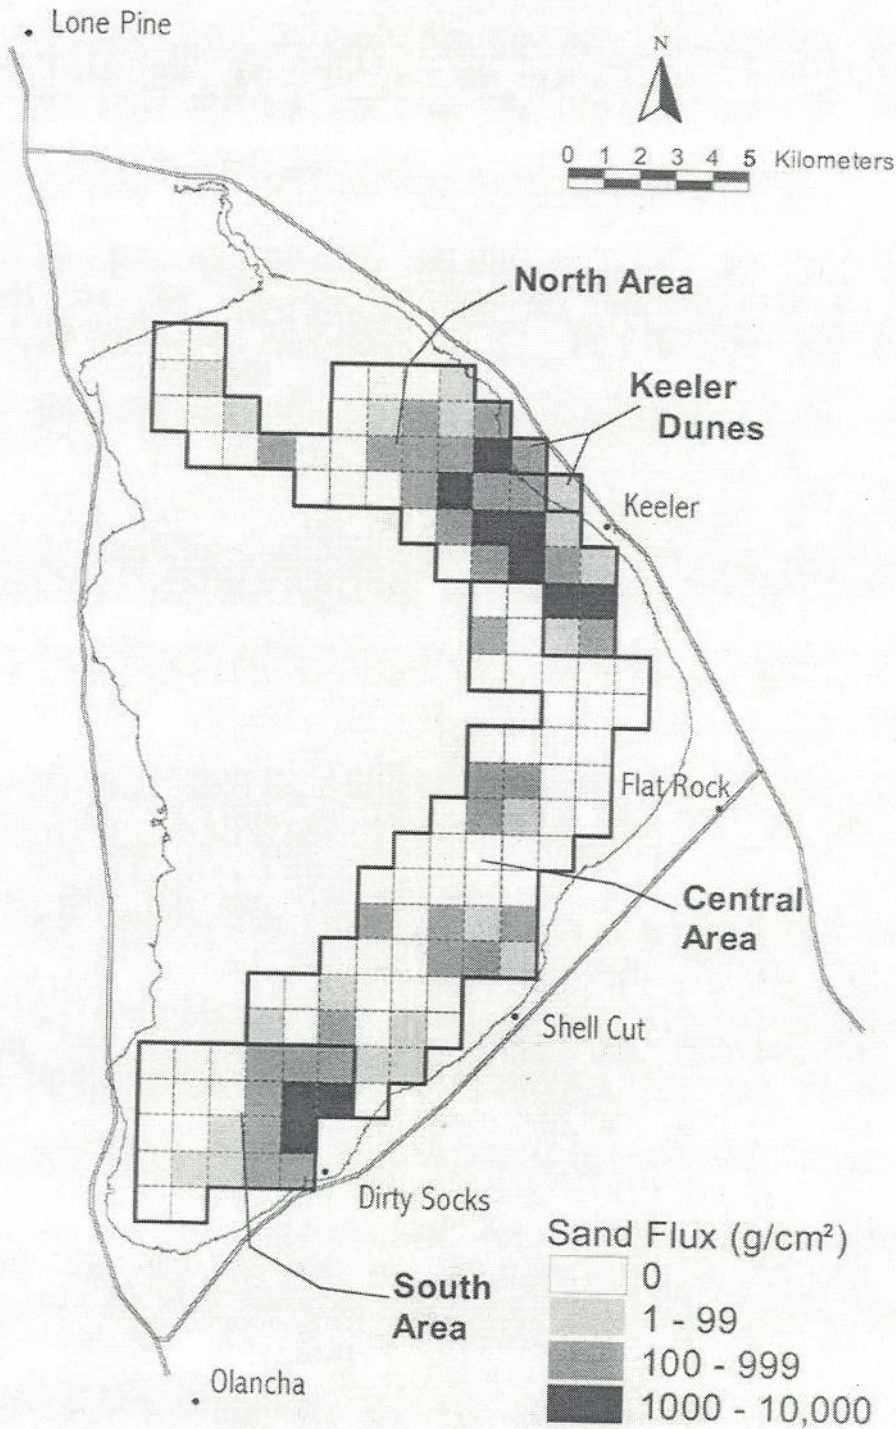 Lone Pine
N
0 1 2 3 4 5 Kilometers
North Area
Keeler
Dunes
Keeler
Flat Rock
Central
Area
Shell Cut
Dirty Socks
South
Area
Olancha
Sand Flux (g/cm²)
0
1 - 99
100 - 999
1000 - 10,000